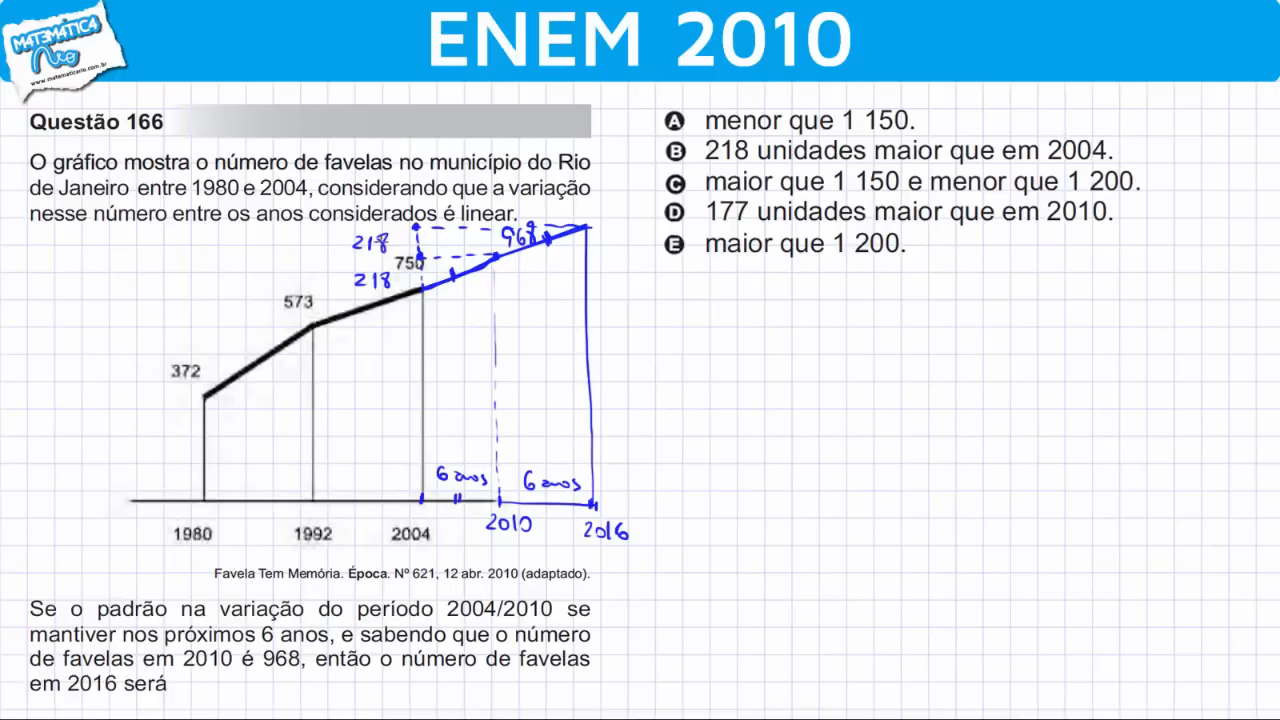 MATEMÁTICA
Rio
www.matematicario.com.br
ENEM 2010
Questão 166
O gráfico mostra o número de favelas no município do Rio
de Janeiro entre 1980 e 2004, considerando que a variação
nesse número entre os anos considerados é linear.
218
968
750
218
573
372
6 anos
6 anos
2010
2016
1980 1992 2004
Favela Tem Memória. Época. Nº 621, 12 abr. 2010 (adaptado).
Se o padrão na variação do período 2004/2010 se
mantiver nos próximos 6 anos, e sabendo que o número
de favelas em 2010 é 968, então o número de favelas
em 2016 será
A menor que 1 150.
B 218 unidades maior que em 2004.
C maior que 1 150 e menor que 1 200.
D 177 unidades maior que em 2010.
E maior que 1 200.